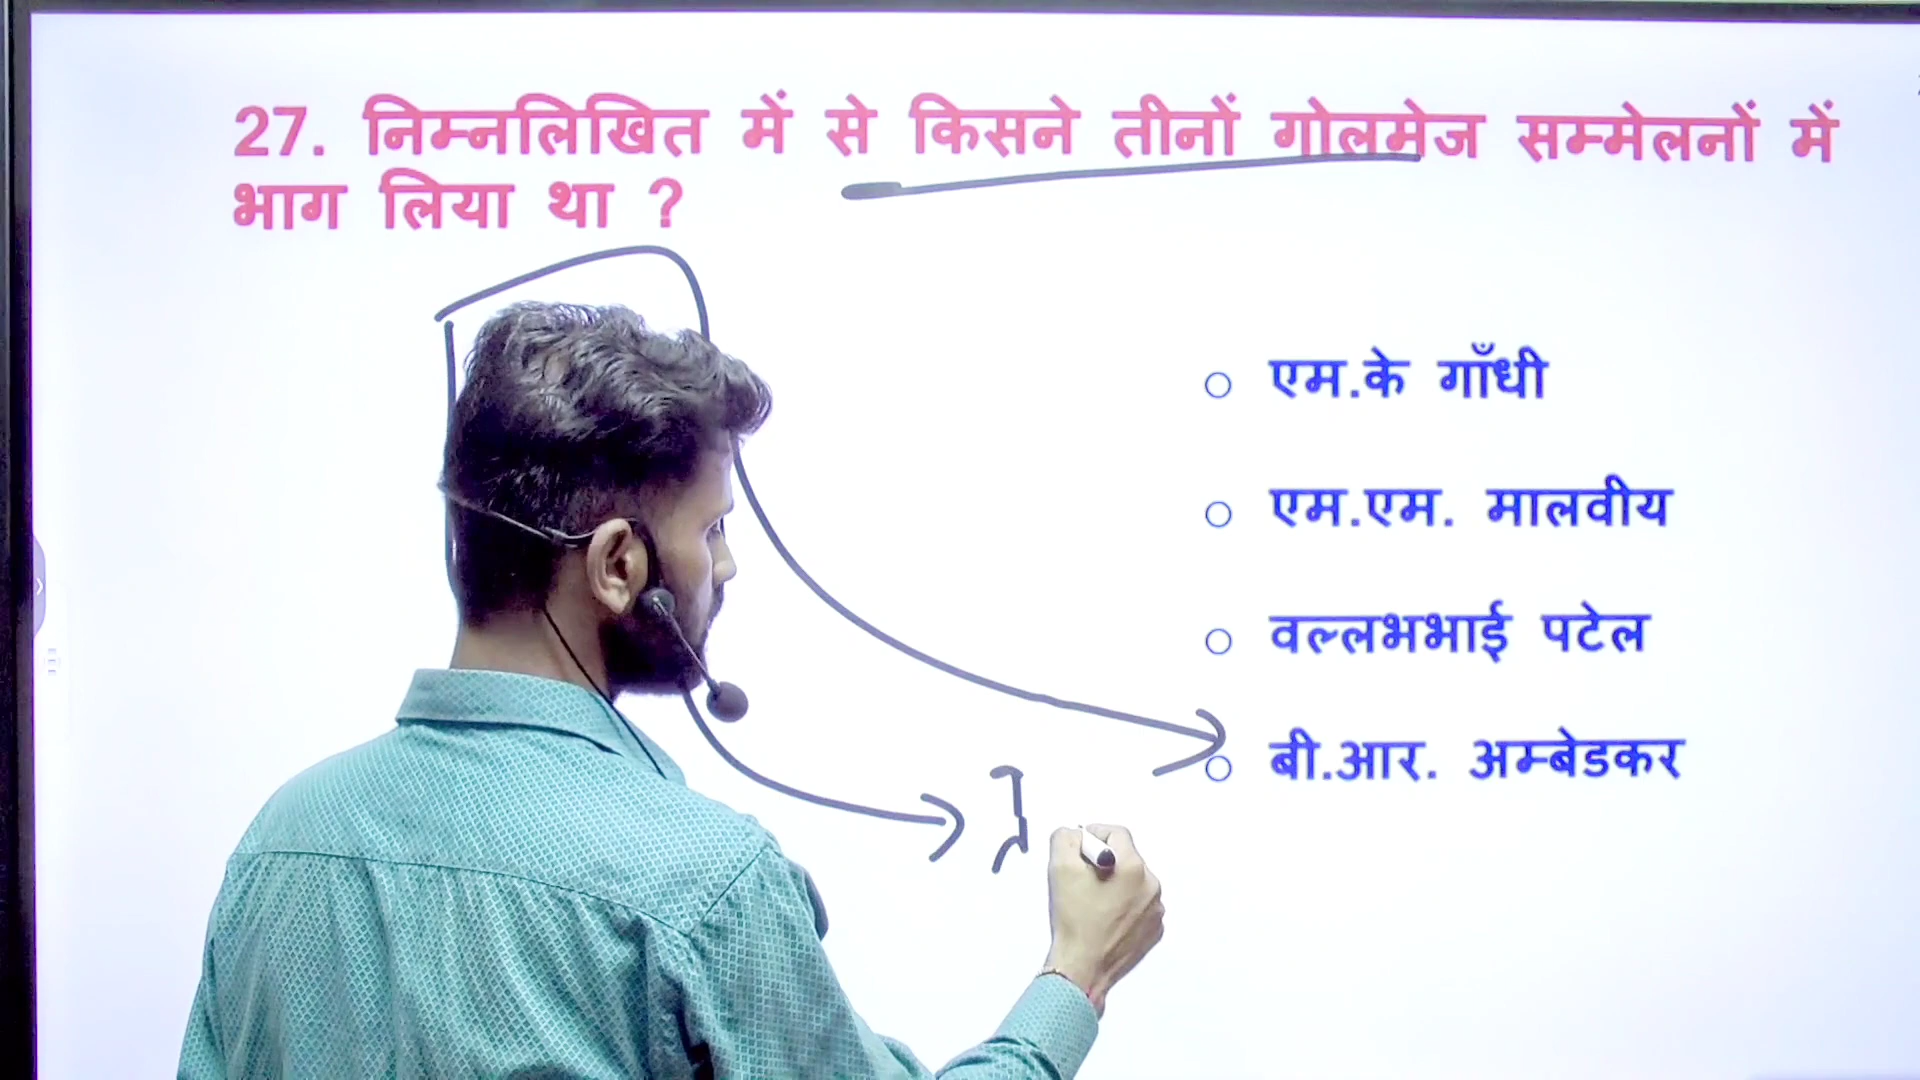 27. निम्नलिखित में से किसने तीनों गोलमेज सम्मेलनों में
भाग लिया था ?
○ एम.के गाँधी
○ एम.एम. मालवीय
○ वल्लभभाई पटेल
○ बी.आर. अम्बेडकर